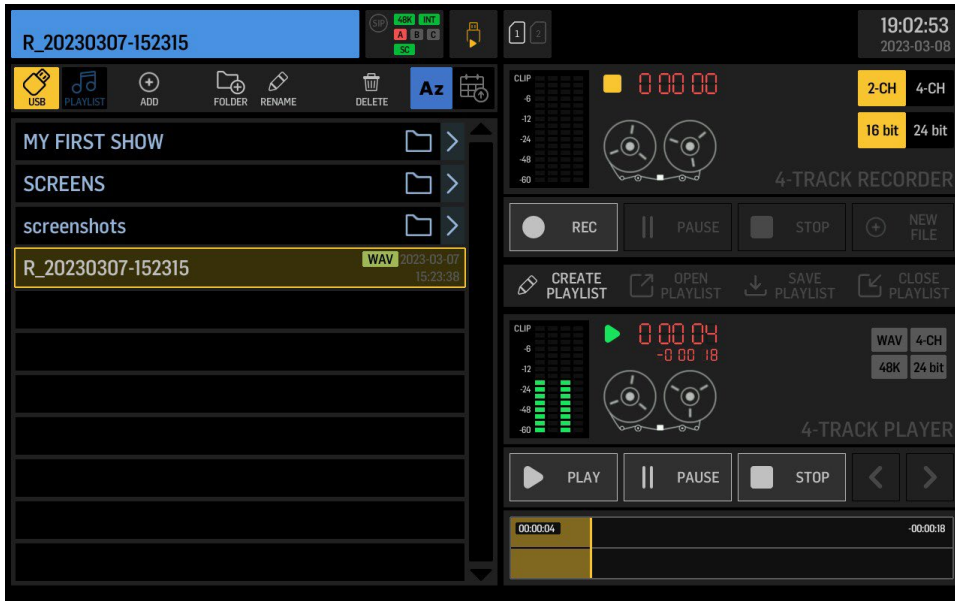 R_20230307-152315
SIP
48K INT
A B C
SC
1 2
19:02:53
2023-03-08
USB
PLAYLIST
ADD
FOLDER
RENAME
DELETE
Az
MY FIRST SHOW
SCREENS
screenshots
R_20230307-152315
WAV
2023-03-07
15:23:38
CLIP
-6
-12
-24
-48
-60
0 00 00
2-CH 4-CH
16 bit 24 bit
4-TRACK RECORDER
REC
PAUSE
STOP
NEW
FILE
CREATE
PLAYLIST
OPEN
PLAYLIST
SAVE
PLAYLIST
CLOSE
PLAYLIST
CLIP
-6
-12
-24
-48
-60
0 00 04
-0 00 18
WAV 4-CH
48K 24 bit
4-TRACK PLAYER
PLAY
PAUSE
STOP
00:00:04
-00:00:18